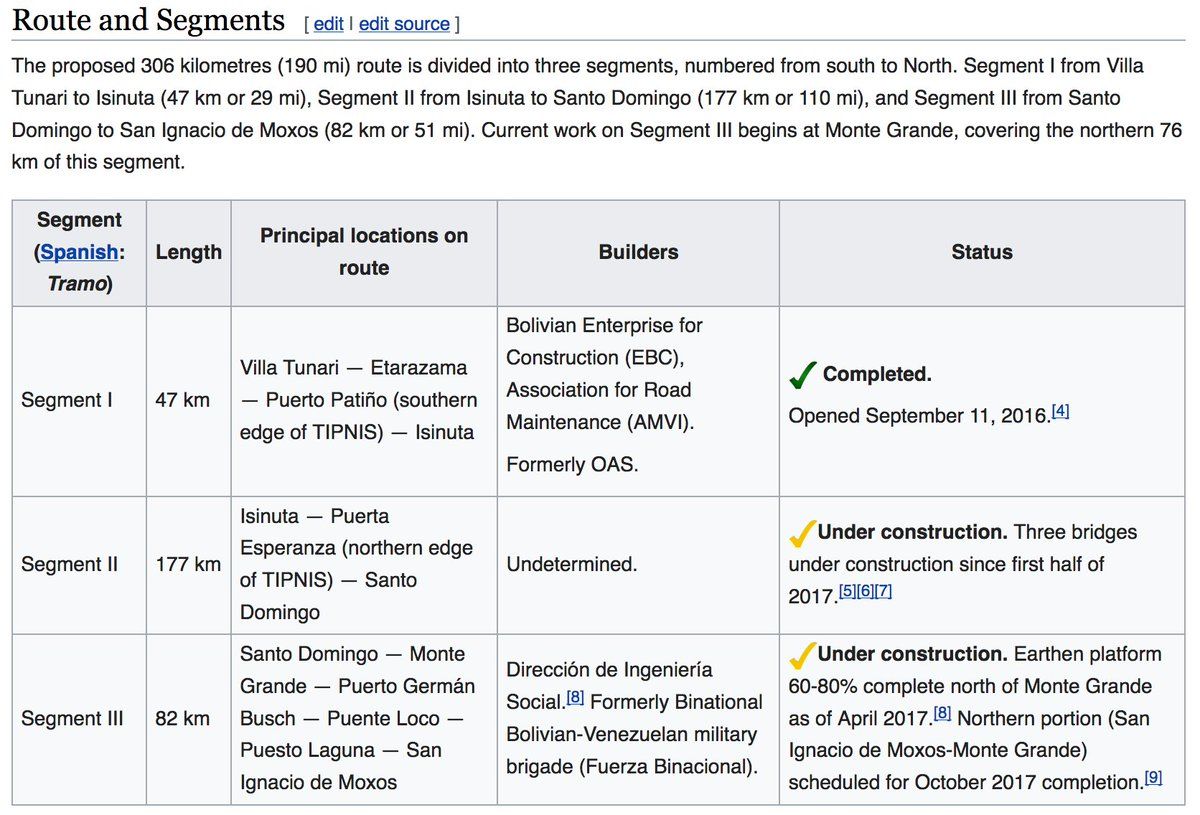 Route and Segments [ edit | edit source ]
The proposed 306 kilometres (190 mi) route is divided into three segments, numbered from south to North. Segment I from Villa
Tunari to Isinuta (47 km or 29 mi), Segment II from Isinuta to Santo Domingo (177 km or 110 mi), and Segment III from Santo
Domingo to San Ignacio de Moxos (82 km or 51 mi). Current work on Segment III begins at Monte Grande, covering the northern 76
km of this segment.
Segment
(Spanish:
Tramo)
Length
Principal locations on
route
Builders
Status
Segment I
47 km
Villa Tunari — Etarazama
— Puerto Patiño (southern
edge of TIPNIS) — Isinuta
Bolivian Enterprise for
Construction (EBC),
Association for Road
Maintenance (AMVI).
Formerly OAS.
Completed.
Opened September 11, 2016.[4]
Segment II
177 km
Isinuta — Puerta
Esperanza (northern edge
of TIPNIS) — Santo
Domingo
Undetermined.
Under construction. Three bridges
under construction since first half of
2017.[5][6][7]
Segment III
82 km
Santo Domingo — Monte
Grande — Puerto Germán
Busch — Puente Loco —
Puesto Laguna — San
Ignacio de Moxos
Dirección de Ingeniería
Social.[8] Formerly Binational
Bolivian-Venezuelan military
brigade (Fuerza Binacional).
Under construction. Earthen platform
60-80% complete north of Monte Grande
as of April 2017.[8] Northern portion (San
Ignacio de Moxos-Monte Grande)
scheduled for October 2017 completion.[9]